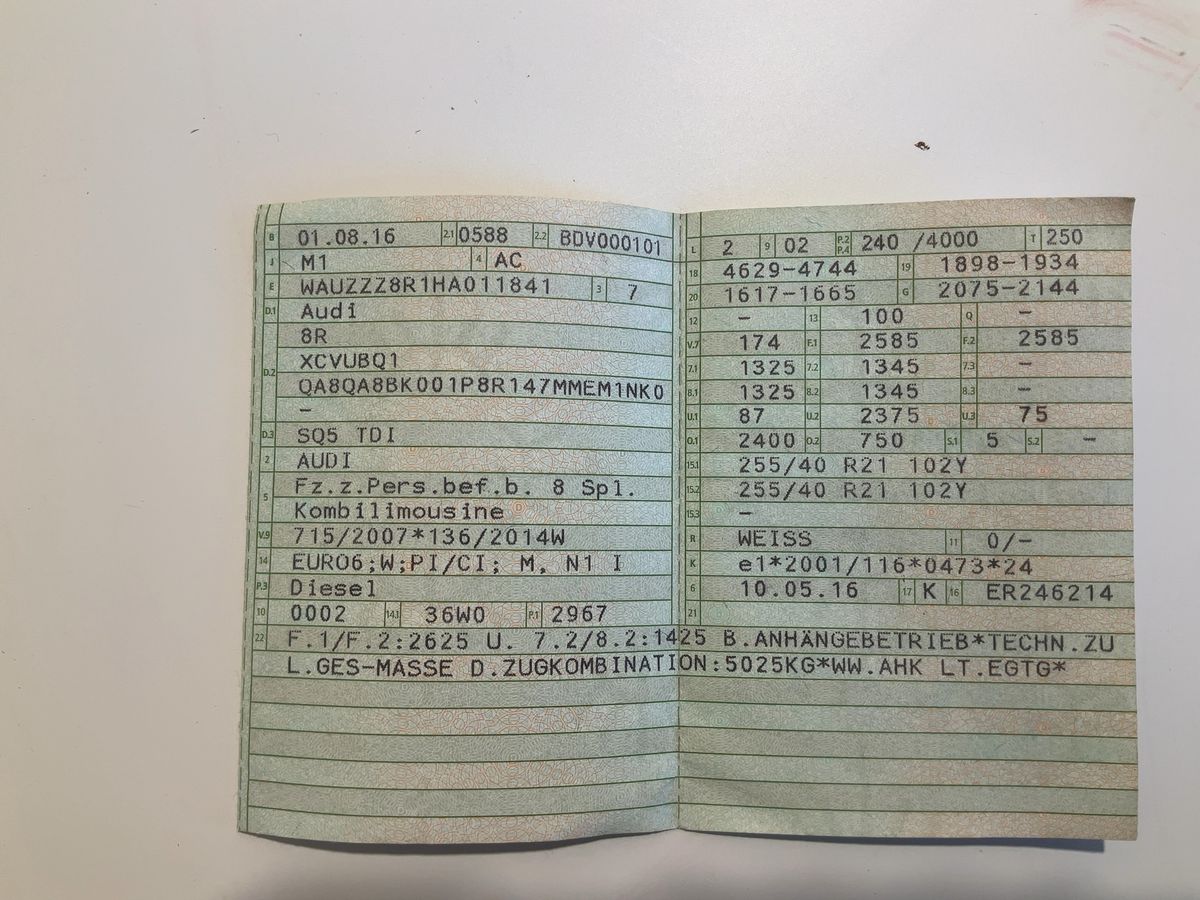 B 01.08.16 2.1 0588 2.2 BDV000101
J M1 4 AC
E WAUZZZ8R1HA011841 3 7
D.1 Audi
8R
D.2 XCVUBQ1
QA8QA8BK001P8R147MMEM1NK0
–
D.3 SQ5 TDI
2 AUDI
5 Fz.z.Pers.bef.b. 8 Spl.
Kombilimousine
V.9 715/2007*136/2014W
14 EURO6;W;PI/CI; M, N1 I
P.3 Diesel
10 0002 14.1 36W0 P.1 2967
L 2 9 02 P.2 P.4 240 /4000 T 250
18 4629-4744 19 1898-1934
20 1617-1665 G 2075-2144
12 – 13 100 Q –
V.7 174 F.1 2585 F.2 2585
7.1 1325 7.2 1345 7.3 –
8.1 1325 8.2 1345 8.3 –
U.1 87 U.2 2375 U.3 75
O.1 2400 O.2 750 S.1 5 S.2 –
15.1 255/40 R21 102Y
15.2 255/40 R21 102Y
15.3 –
R WEISS 11 0/–
K e1*2001/116*0473*24
6 10.05.16 17 K 16 ER246214
21
22 F.1/F.2:2625 U. 7.2/8.2:1425 B.ANHÄNGEBETRIEB*TECHN.ZU
L.GES-MASSE D.ZUGKOMBINATION:5025KG*WW.AHK LT.EGTG*